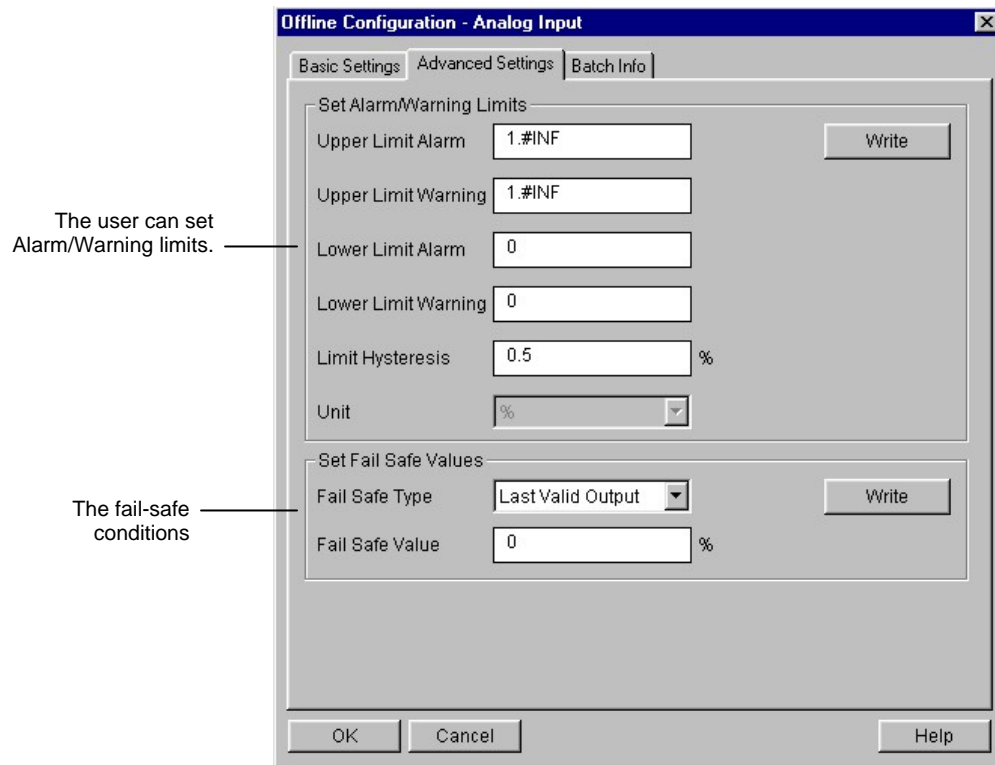 Offline Configuration - Analog Input
Basic Settings
Advanced Settings
Batch Info
Set Alarm/Warning Limits
Upper Limit Alarm 1.#INF Write
Upper Limit Warning 1.#INF
The user can set
Alarm/Warning limits.
Lower Limit Alarm 0
Lower Limit Warning 0
Limit Hysteresis 0.5 %
Unit %
Set Fail Safe Values
Fail Safe Type Last Valid Output Write
The fail-safe
conditions
Fail Safe Value 0 %
OK Cancel Help